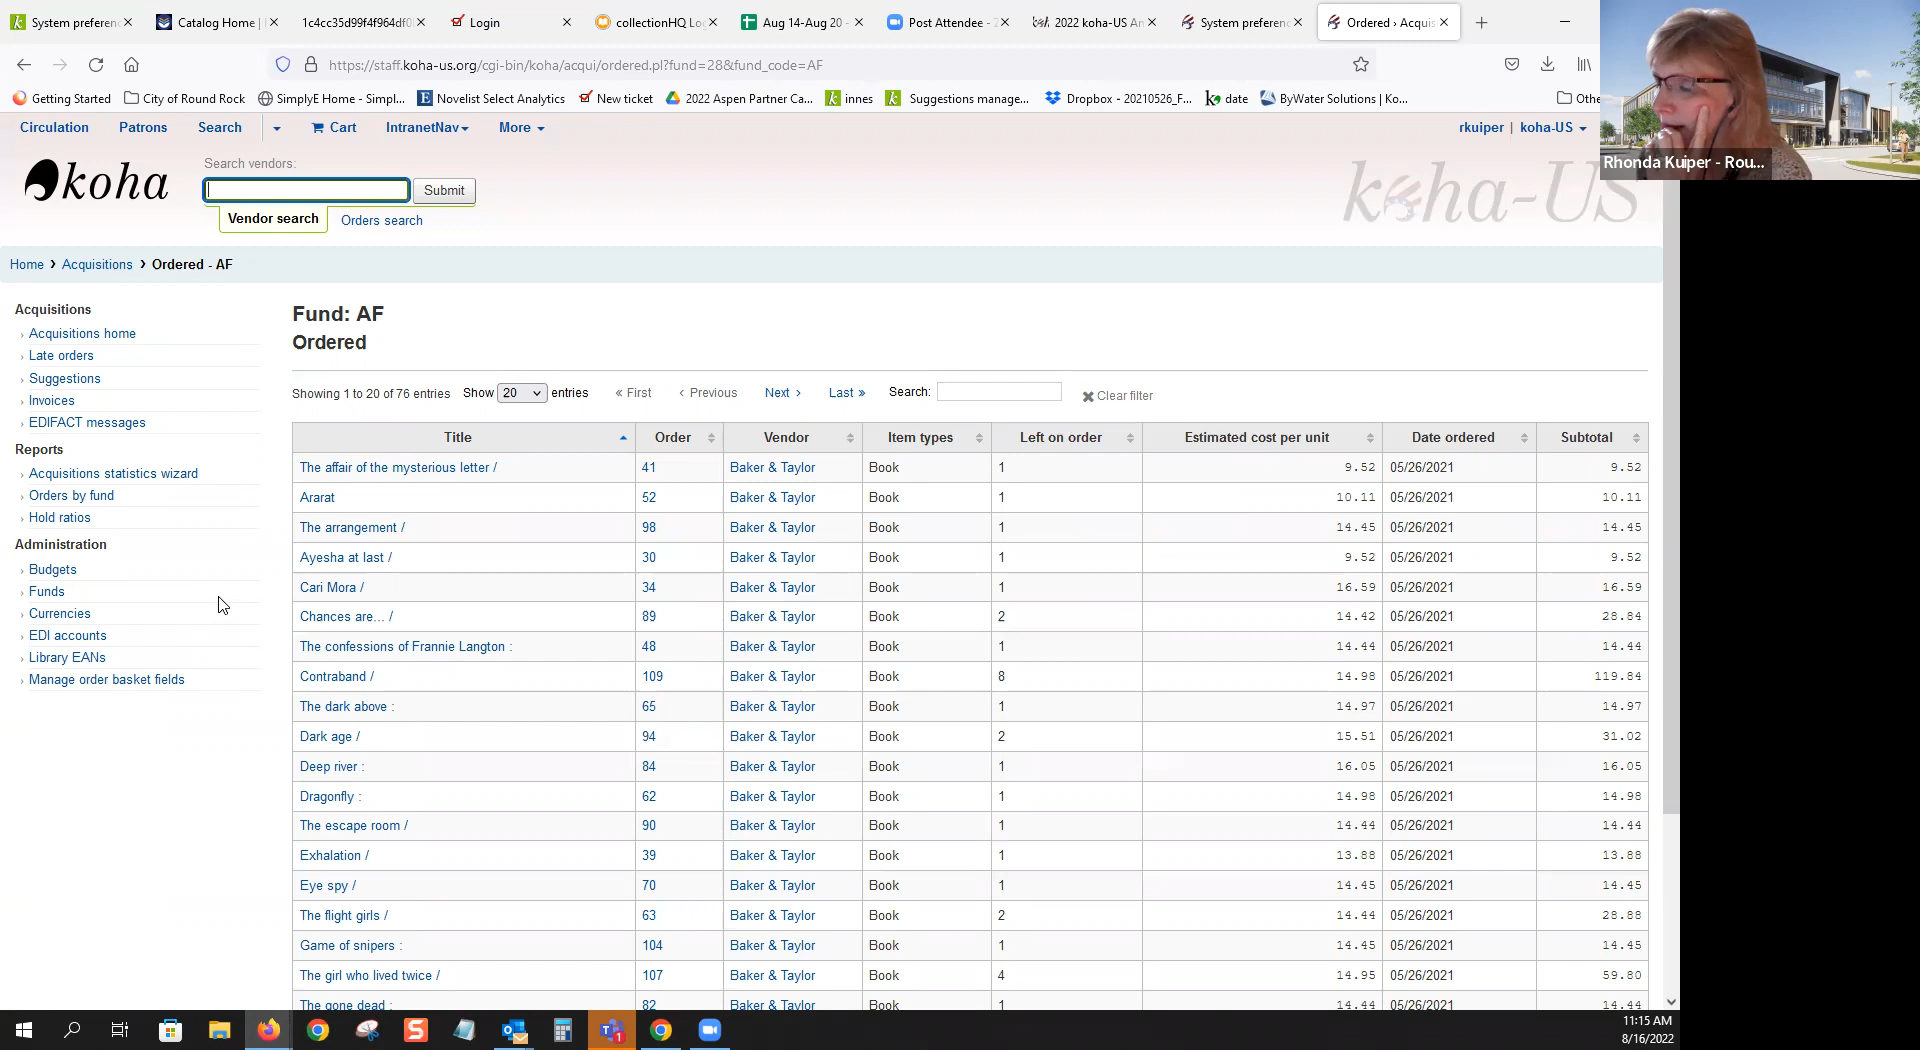 System preferenc
Catalog Home |
1c4cc35d99f4f964df0
Login
collectionHQ Lo
Aug 14-Aug 20 -
Post Attendee - Z
2022 koha-US An
System preferenc
Ordered › Acquis
https://staff.koha-us.org/cgi-bin/koha/acqui/ordered.pl?fund=28&fund_code=AF
Getting Started City of Round Rock SimplyE Home - Simpl... Novelist Select Analytics New ticket 2022 Aspen Partner Ca... innes Suggestions manage... Dropbox - 20210526_F... date ByWater Solutions | Ko... Othe
Circulation Patrons Search Cart IntranetNav More rkuiper | koha-US
Rhonda Kuiper - Rou...
koha
Search vendors:
Submit
Vendor search Orders search
koha-US
Home › Acquisitions › Ordered - AF
Acquisitions
Acquisitions home
Late orders
Suggestions
Invoices
EDIFACT messages
Reports
Acquisitions statistics wizard
Orders by fund
Hold ratios
Administration
Budgets
Funds
Currencies
EDI accounts
Library EANs
Manage order basket fields
Fund: AF
Ordered
Showing 1 to 20 of 76 entries Show 20 entries « First ‹ Previous Next › Last » Search: Clear filter
Title Order Vendor Item types Left on order Estimated cost per unit Date ordered Subtotal
The affair of the mysterious letter / 41 Baker & Taylor Book 1 9.52 05/26/2021 9.52
Ararat 52 Baker & Taylor Book 1 10.11 05/26/2021 10.11
The arrangement / 98 Baker & Taylor Book 1 14.45 05/26/2021 14.45
Ayesha at last / 30 Baker & Taylor Book 1 9.52 05/26/2021 9.52
Cari Mora / 34 Baker & Taylor Book 1 16.59 05/26/2021 16.59
Chances are... / 89 Baker & Taylor Book 2 14.42 05/26/2021 28.84
The confessions of Frannie Langton : 48 Baker & Taylor Book 1 14.44 05/26/2021 14.44
Contraband / 109 Baker & Taylor Book 8 14.98 05/26/2021 119.84
The dark above : 65 Baker & Taylor Book 1 14.97 05/26/2021 14.97
Dark age / 94 Baker & Taylor Book 2 15.51 05/26/2021 31.02
Deep river : 84 Baker & Taylor Book 1 16.05 05/26/2021 16.05
Dragonfly : 62 Baker & Taylor Book 1 14.98 05/26/2021 14.98
The escape room / 90 Baker & Taylor Book 1 14.44 05/26/2021 14.44
Exhalation / 39 Baker & Taylor Book 1 13.88 05/26/2021 13.88
Eye spy / 70 Baker & Taylor Book 1 14.45 05/26/2021 14.45
The flight girls / 63 Baker & Taylor Book 2 14.44 05/26/2021 28.88
Game of snipers : 104 Baker & Taylor Book 1 14.45 05/26/2021 14.45
The girl who lived twice / 107 Baker & Taylor Book 4 14.95 05/26/2021 59.80
The gone dead : 82 Baker & Taylor Book 1 14.44 05/26/2021 14.44
11:15 AM
8/16/2022